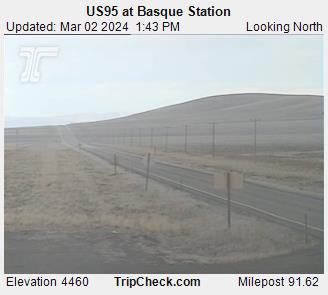 US95 at Basque Station
Updated: Mar 02 2024 1:43 PM Looking North
Elevation 4460 TripCheck.com Milepost 91.62